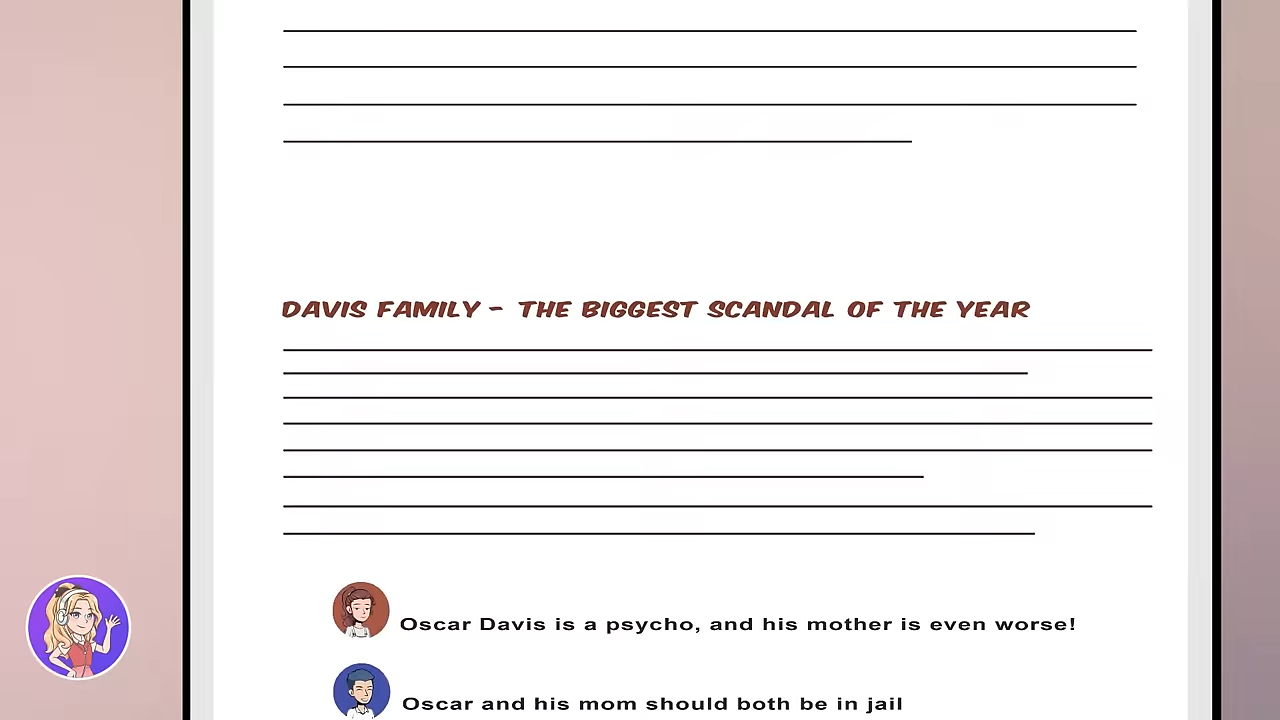 DAVIS FAMILY - THE BIGGEST SCANDAL OF THE YEAR
Oscar Davis is a psycho, and his mother is even worse!
Oscar and his mom should both be in jail